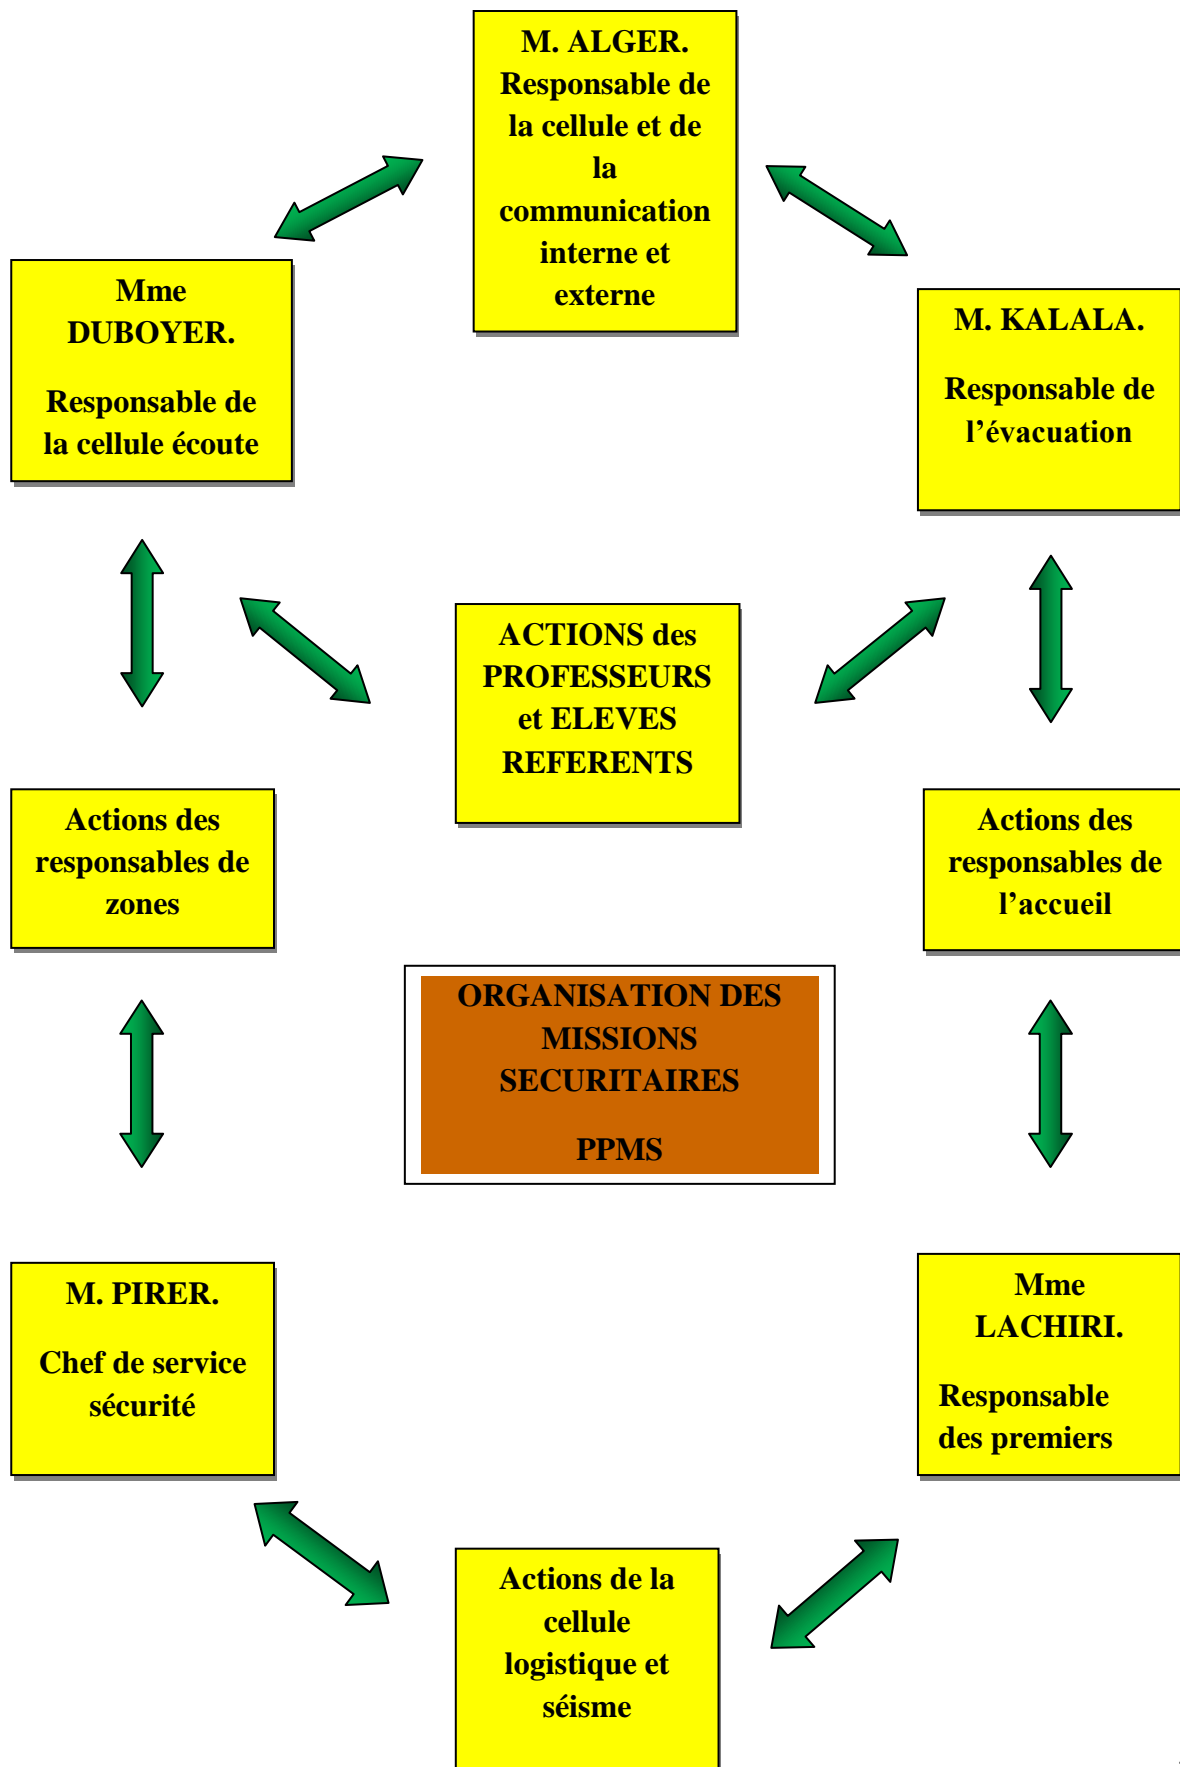 M. ALGER.
Responsable de
la cellule et de
la
communication
interne et
externe
Mme
DUBOYER.
Responsable de
la cellule écoute
M. KALALA.
Responsable de
l’évacuation
ACTIONS des
PROFESSEURS
et ELEVES
REFERENTS
Actions des
responsables de
zones
Actions des
responsables de
l’accueil
ORGANISATION DES
MISSIONS
SECURITAIRES
PPMS
M. PIRER.
Chef de service
sécurité
Mme
LACHIRI.
Responsable
des premiers
Actions de la
cellule
logistique et
séisme